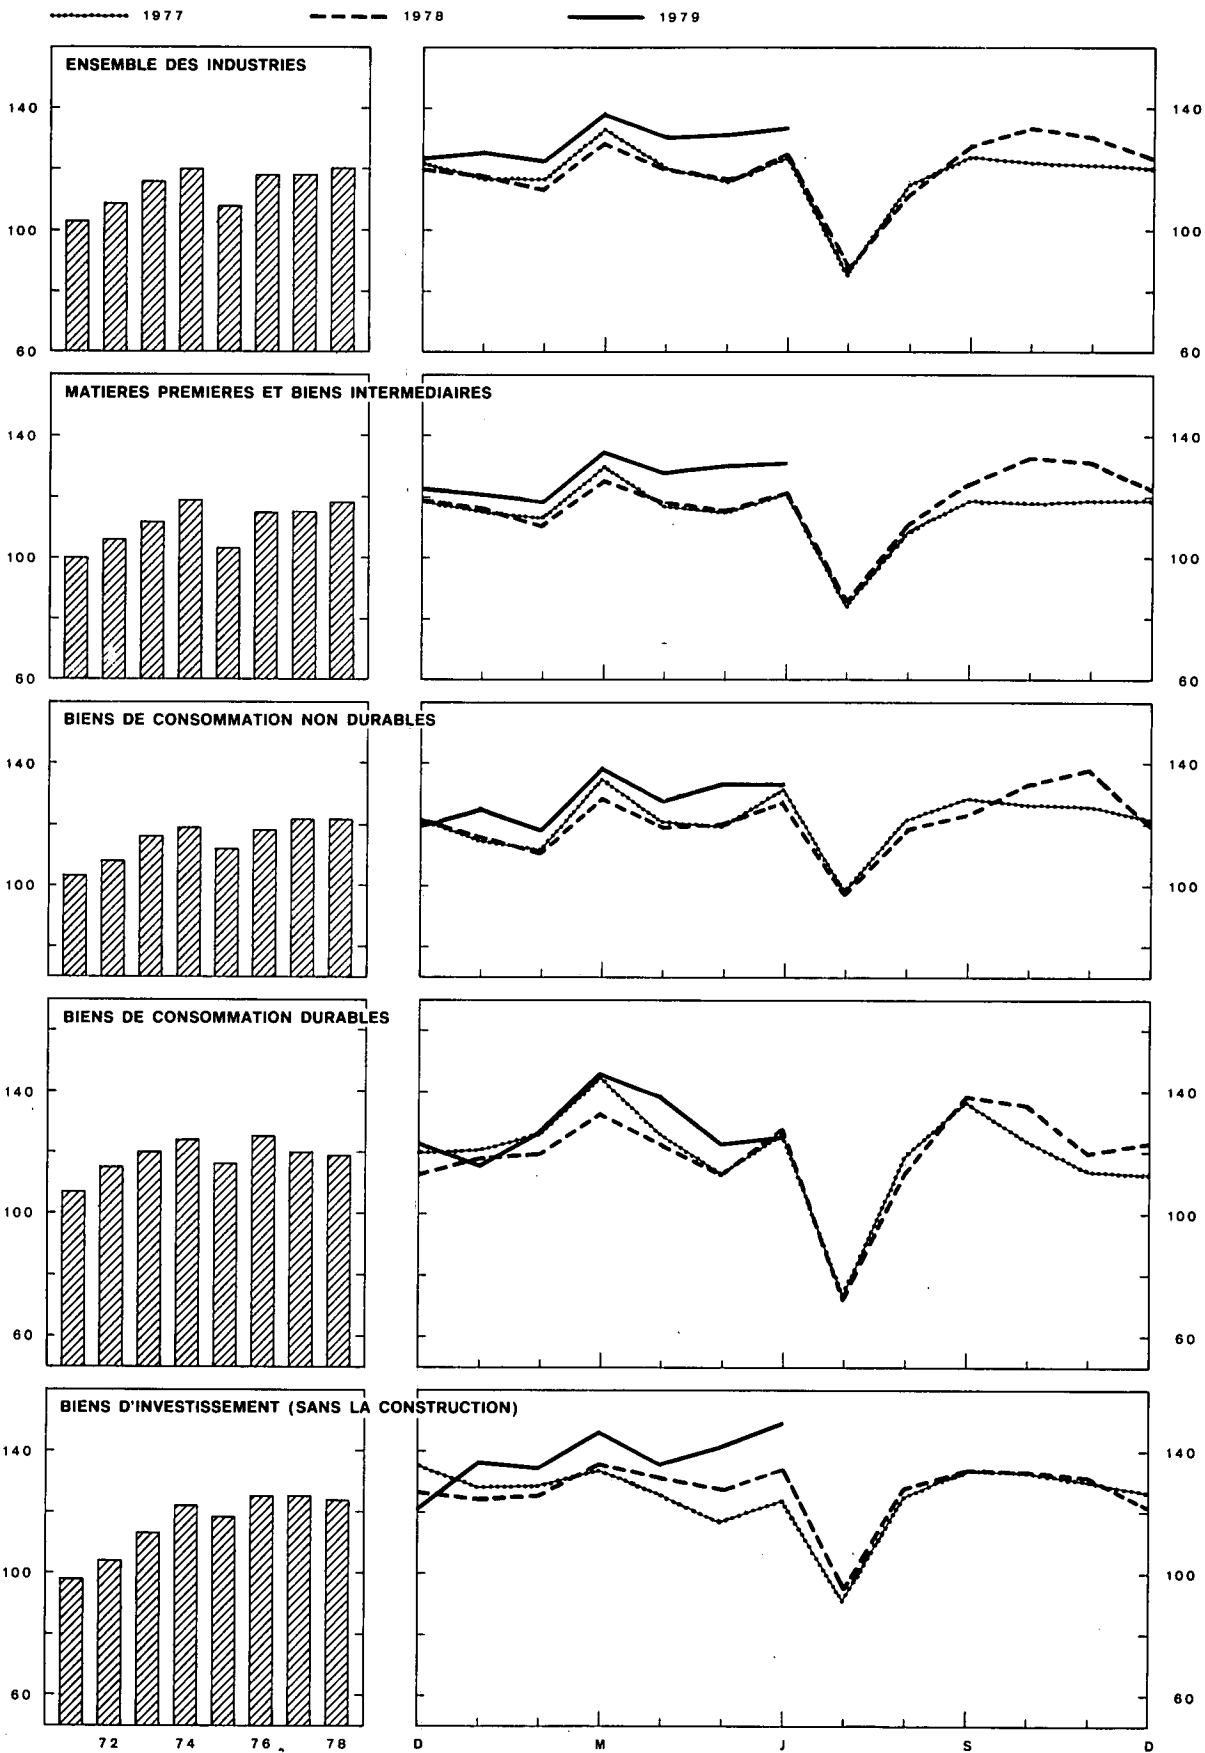 1977 1978 1979
ENSEMBLE DES INDUSTRIES
140 140
100 100
60 60
MATIERES PREMIERES ET BIENS INTERMEDIAIRES
140 140
100 100
60 60
BIENS DE CONSOMMATION NON DURABLES
140 140
100 100
BIENS DE CONSOMMATION DURABLES
140 140
100 100
60 60
BIENS D'INVESTISSEMENT (SANS LA CONSTRUCTION)
140 140
100 100
60 60
72 74 76 78 D M J S D